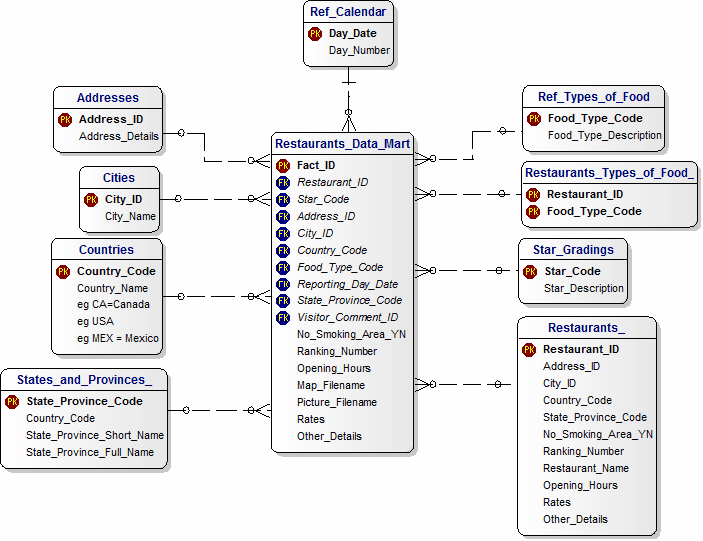 Ref_Calendar
PK Day_Date
Day_Number
Addresses
PK Address_ID
Address_Details
Cities
PK City_ID
City_Name
Countries
PK Country_Code
Country_Name
eg CA=Canada
eg USA
eg MEX = Mexico
States_and_Provinces_
PK State_Province_Code
Country_Code
State_Province_Short_Name
State_Province_Full_Name
Restaurants_Data_Mart
PK Fact_ID
FK Restaurant_ID
FK Star_Code
FK Address_ID
FK City_ID
FK Country_Code
FK Food_Type_Code
FK Reporting_Day_Date
FK State_Province_Code
FK Visitor_Comment_ID
No_Smoking_Area_YN
Ranking_Number
Opening_Hours
Map_Filename
Picture_Filename
Rates
Other_Details
Ref_Types_of_Food
PK Food_Type_Code
Food_Type_Description
Restaurants_Types_of_Food_
PK Restaurant_ID
PK Food_Type_Code
Star_Gradings
PK Star_Code
Star_Description
Restaurants_
PK Restaurant_ID
Address_ID
City_ID
Country_Code
State_Province_Code
No_Smoking_Area_YN
Ranking_Number
Restaurant_Name
Opening_Hours
Rates
Other_Details